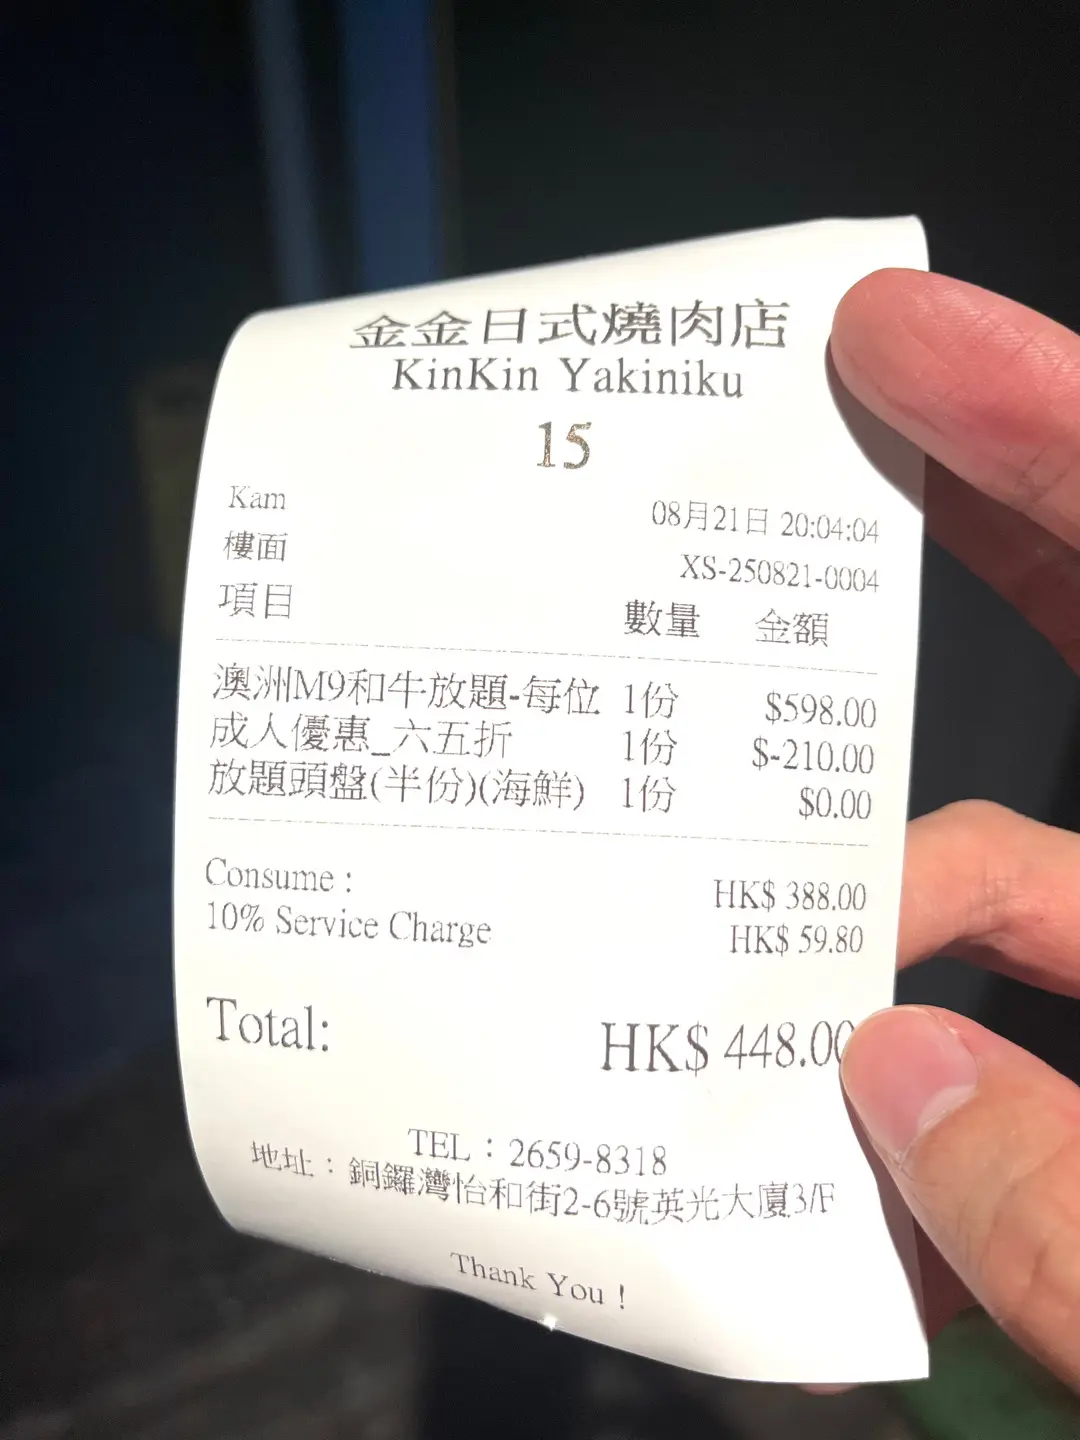 金金日式燒肉店
KinKin Yakiniku
15
Kam 08月21日 20:04:04
樓面 XS-250821-0004
項目 數量 金額
澳洲M9和牛放題-每位 1份 $598.00
成人優惠_六五折 1份 $-210.00
放題頭盤(半份)(海鮮) 1份 $0.00
Consume : HK$ 388.00
10% Service Charge HK$ 59.80
Total: HK$ 448.00
TEL：2659-8318
地址：銅鑼灣怡和街2-6號英光大廈3/F
Thank You !